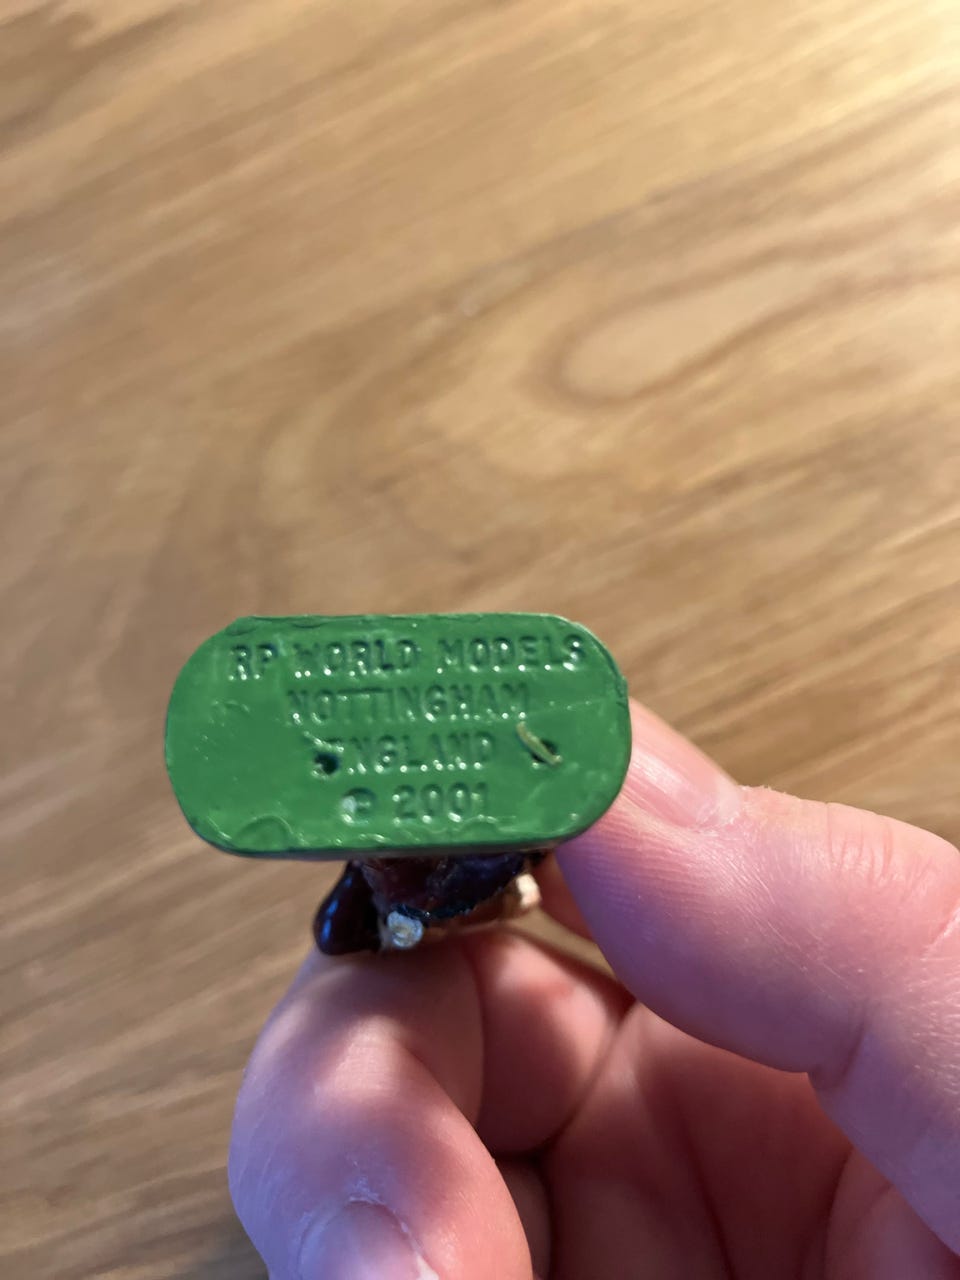 RP WORLD MODELS
NOTTINGHAM
ENGLAND
© 2001